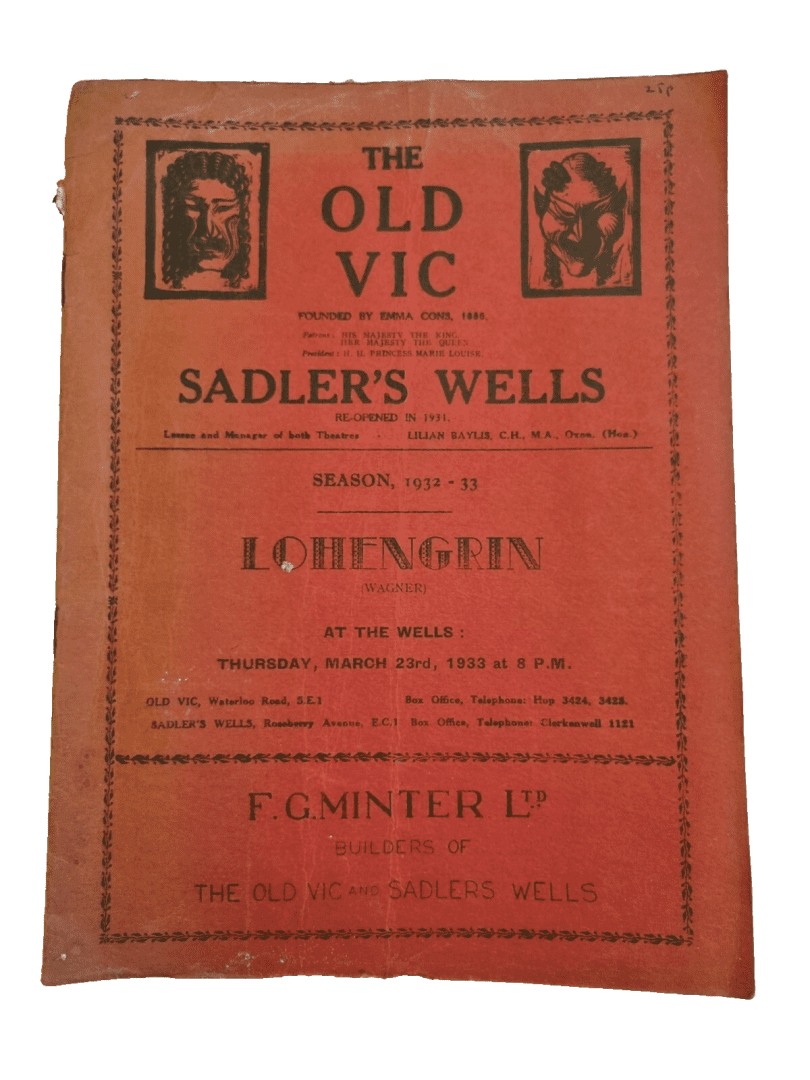 25p
THE
OLD
VIC
FOUNDED BY EMMA CONS, 1880.
Patrons: HIS MAJESTY THE KING.
HER MAJESTY THE QUEEN.
President: H. H. PRINCESS MARIE LOUISE.
SADLER'S WELLS
RE-OPENED IN 1931.
Lessee and Manager of both Theatres - LILIAN BAYLIS, C.H., M.A., Oxon. (Hon.)
SEASON, 1932 - 33
LOHENGRIN
(WAGNER)
AT THE WELLS :
THURSDAY, MARCH 23rd, 1933 at 8 P.M.
OLD VIC, Waterloo Road, S.E.1 Box Office, Telephone: Hop 3424, 3425.
SADLER'S WELLS, Rosebery Avenue, E.C.1 Box Office, Telephone: Clerkenwell 1121
F. G. MINTER LTD.
BUILDERS OF
THE OLD VIC AND SADLERS WELLS